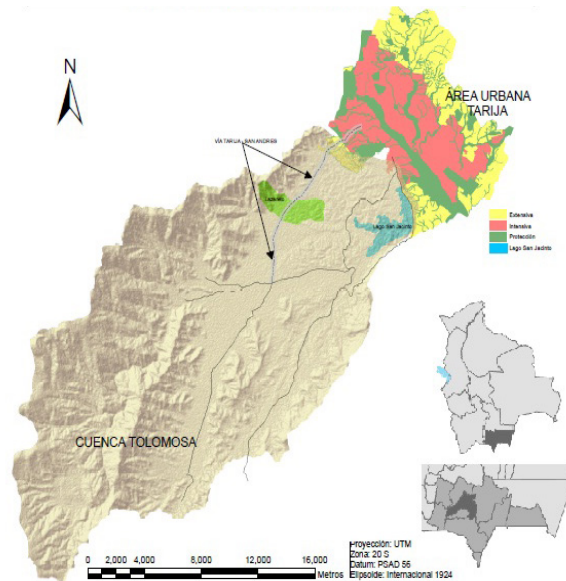 N
ÁREA URBANA
TARIJA
VÍA TARIJA - SAN ANDRES
Lago San Jacinto
Extensiva
Intensiva
Protección
Lago San Jacinto
CUENCA TOLOMOSA
0 2,000 4,000 8,000 12,000 16,000
Metros
Proyección: UTM
Zona: 20 S
Datum: PSAD 56
Elipsoide: Internacional 1924